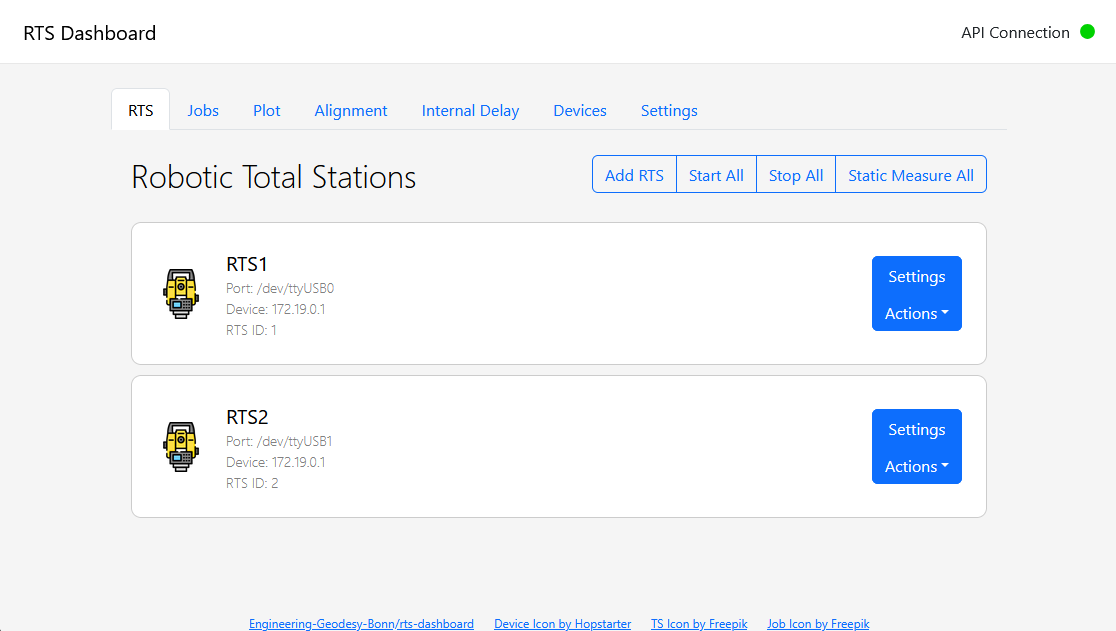 RTS Dashboard
API Connection
RTS Jobs Plot Alignment Internal Delay Devices Settings
Robotic Total Stations
Add RTS Start All Stop All Static Measure All
RTS1
Port: /dev/ttyUSB0
Device: 172.19.0.1
RTS ID: 1
Settings
Actions
RTS2
Port: /dev/ttyUSB1
Device: 172.19.0.1
RTS ID: 2
Settings
Actions
Engineering-Geodesy-Bonn/rts-dashboard Device Icon by Hopstarter TS Icon by Freepik Job Icon by Freepik